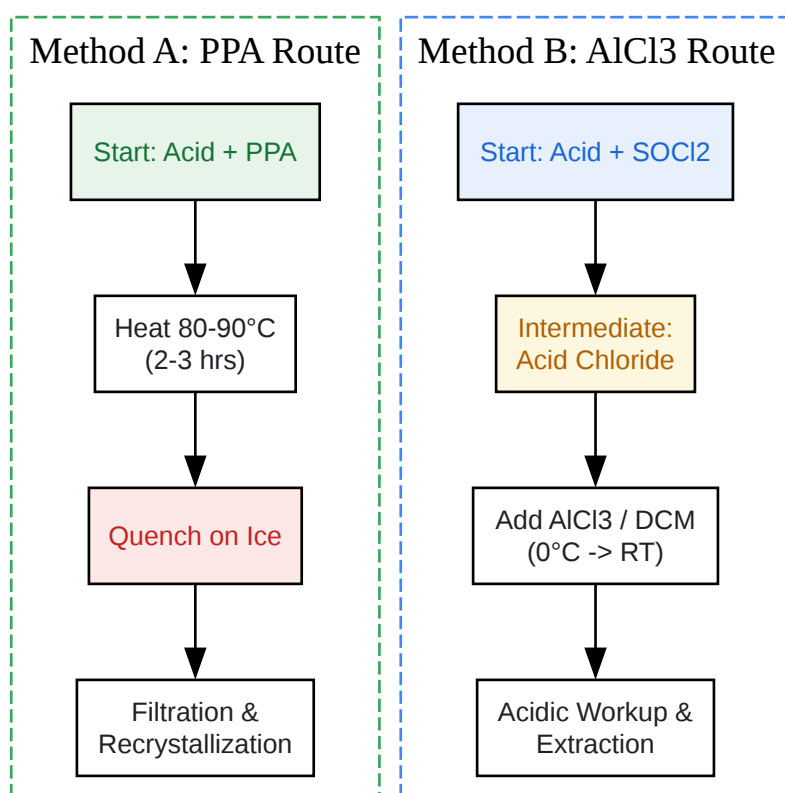 Method A: PPA Route
Start: Acid + PPA
Heat 80-90°C
(2-3 hrs)
Quench on Ice
Filtration &
Recrystallization
Method B: AlCl3 Route
Start: Acid + SOCl2
Intermediate:
Acid Chloride
Add AlCl3 / DCM
(0°C -> RT)
Acidic Workup &
Extraction